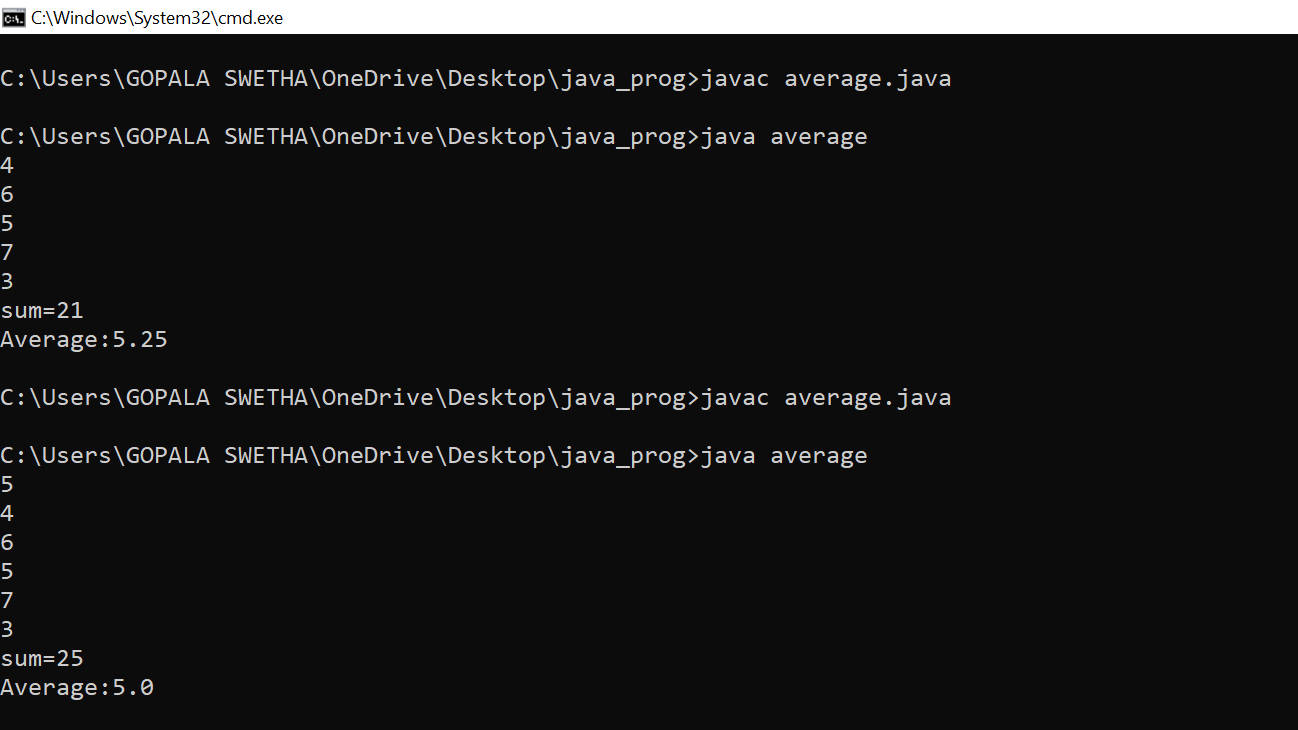 C:\Windows\System32\cmd.exe
C:\Users\GOPALA SWETHA\OneDrive\Desktop\java_prog>javac average.java
C:\Users\GOPALA SWETHA\OneDrive\Desktop\java_prog>java average
4
6
5
7
3
sum=21
Average:5.25
C:\Users\GOPALA SWETHA\OneDrive\Desktop\java_prog>javac average.java
C:\Users\GOPALA SWETHA\OneDrive\Desktop\java_prog>java average
5
4
6
5
7
3
sum=25
Average:5.0